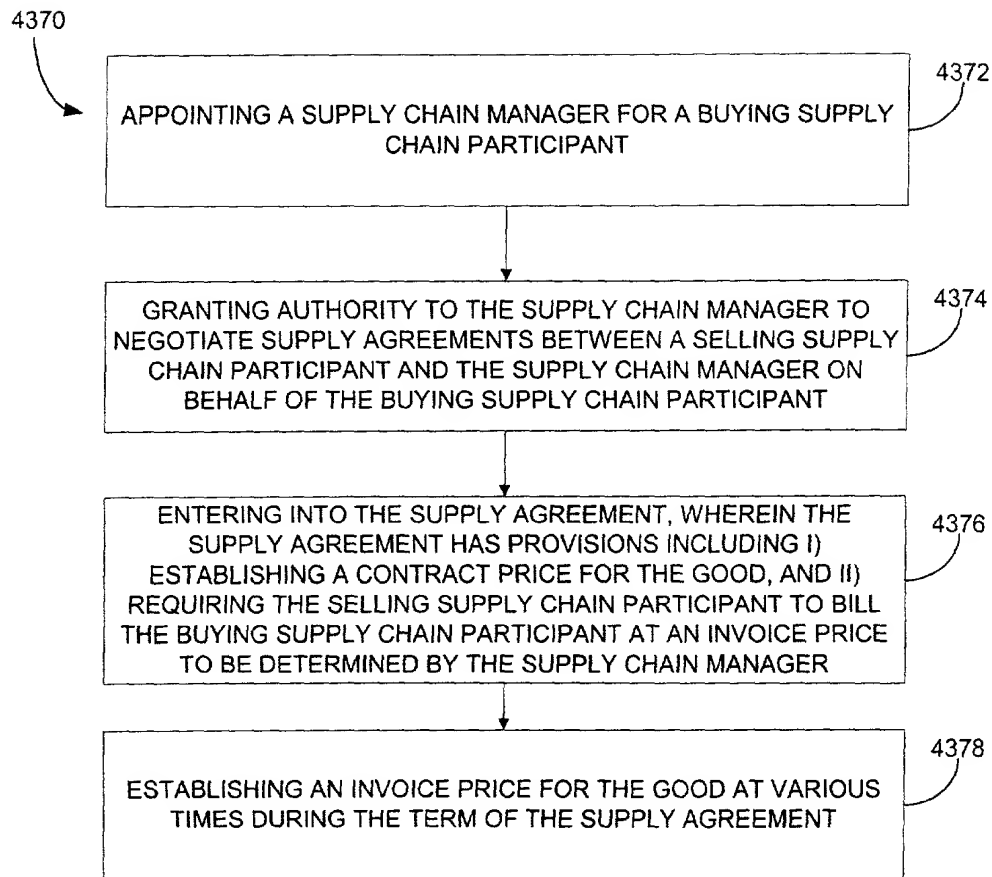 4370
4372
APPOINTING A SUPPLY CHAIN MANAGER FOR A BUYING SUPPLY
CHAIN PARTICIPANT
4374
GRANTING AUTHORITY TO THE SUPPLY CHAIN MANAGER TO
NEGOTIATE SUPPLY AGREEMENTS BETWEEN A SELLING SUPPLY
CHAIN PARTICIPANT AND THE SUPPLY CHAIN MANAGER ON
BEHALF OF THE BUYING SUPPLY CHAIN PARTICIPANT
4376
ENTERING INTO THE SUPPLY AGREEMENT, WHEREIN THE
SUPPLY AGREEMENT HAS PROVISIONS INCLUDING I)
ESTABLISHING A CONTRACT PRICE FOR THE GOOD, AND II)
REQUIRING THE SELLING SUPPLY CHAIN PARTICIPANT TO BILL
THE BUYING SUPPLY CHAIN PARTICIPANT AT AN INVOICE PRICE
TO BE DETERMINED BY THE SUPPLY CHAIN MANAGER
4378
ESTABLISHING AN INVOICE PRICE FOR THE GOOD AT VARIOUS
TIMES DURING THE TERM OF THE SUPPLY AGREEMENT